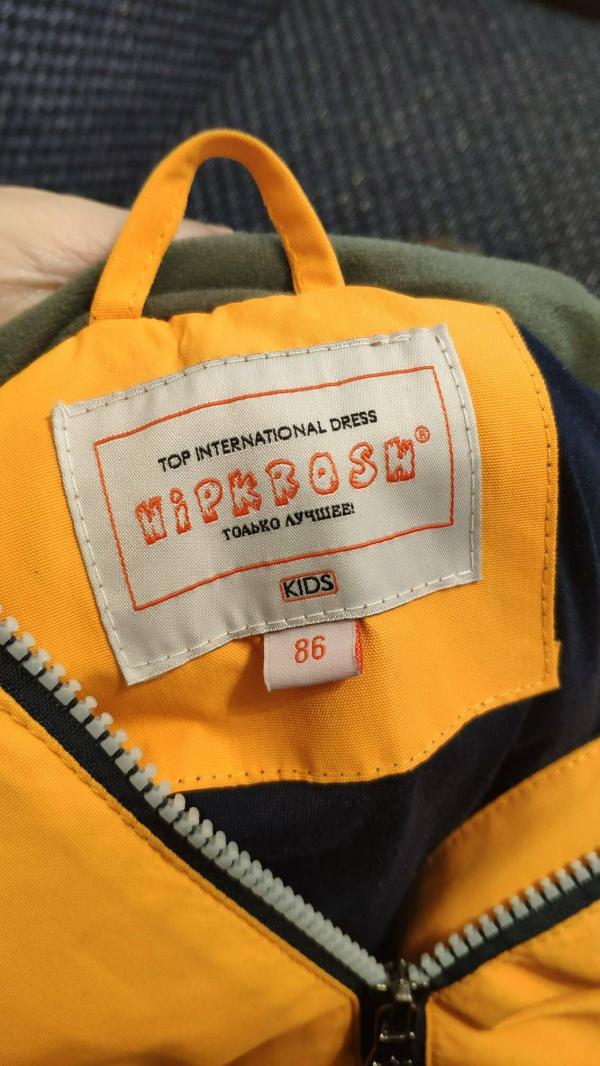 TOP INTERNATIONAL DRESS
HiPKROSH®
ТОЛЬКО ЛУЧШЕЕ!
KIDS
86